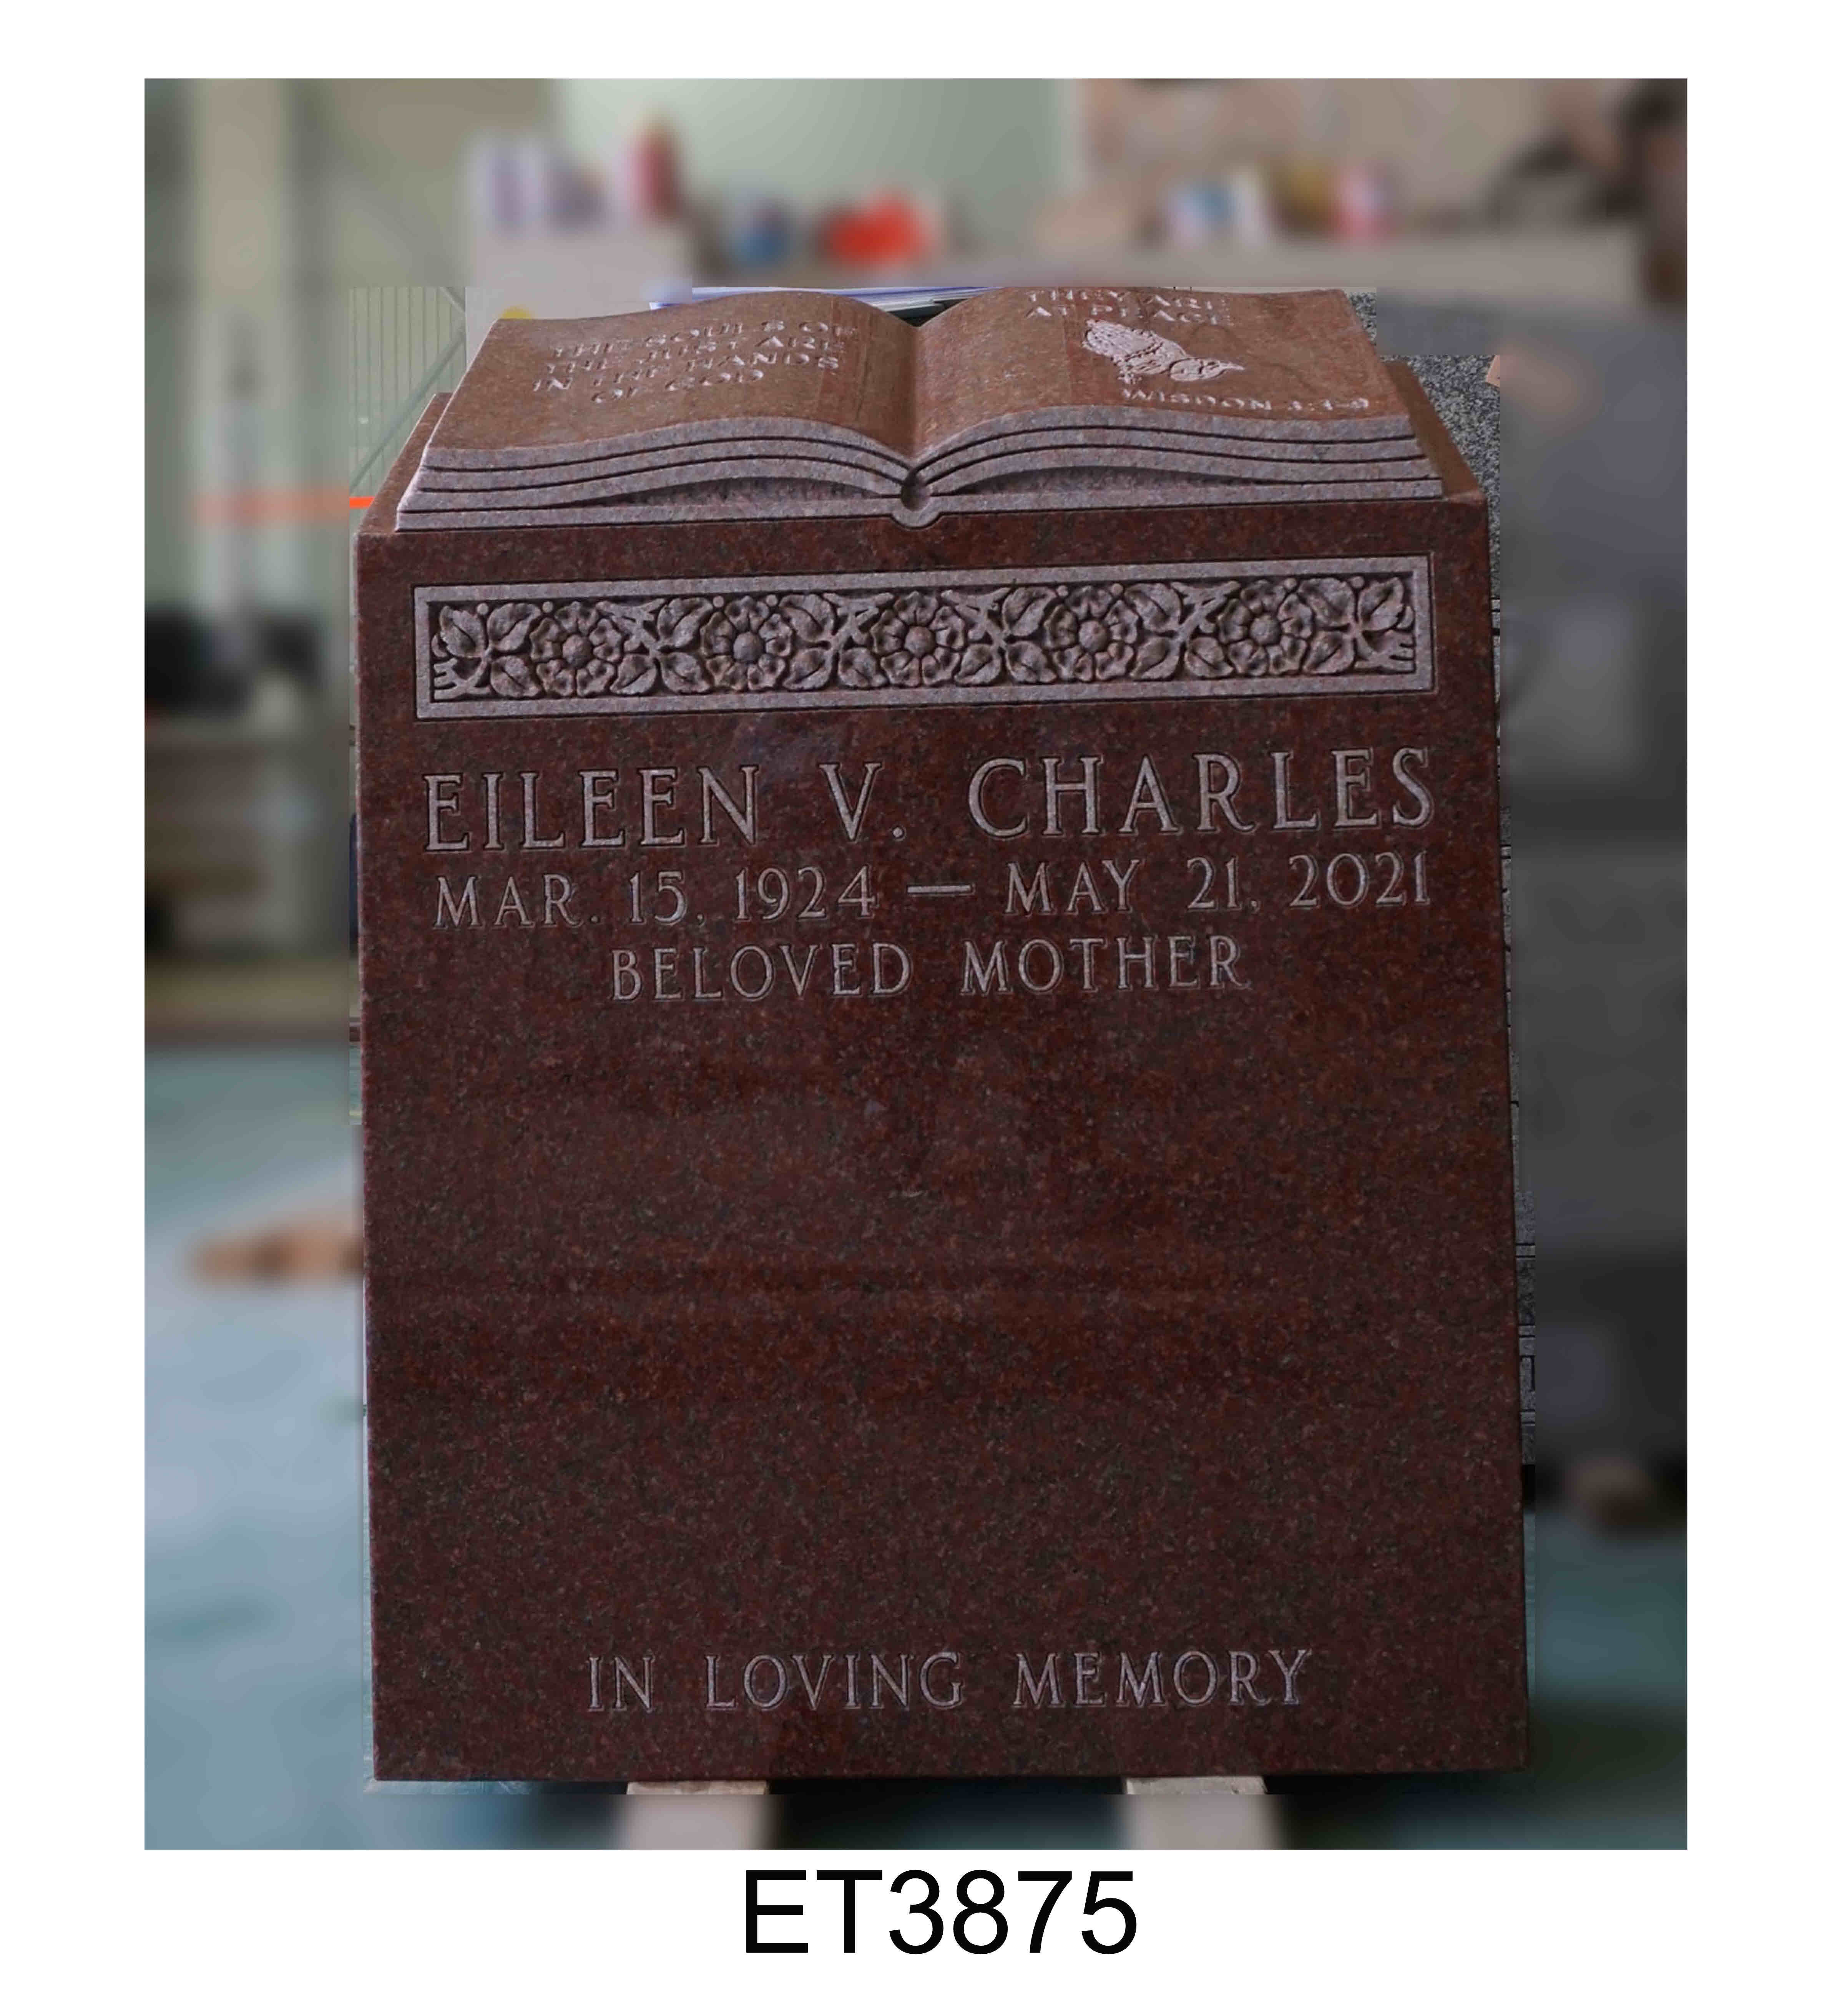 THE SOULS OF
THE JUST ARE
IN THE HANDS
OF GOD
THEY ARE
AT PEACE
WISDOM 3:1-9
EILEEN V. CHARLES
MAR. 15, 1924 — MAY 21, 2021
BELOVED MOTHER
IN LOVING MEMORY
ET3875